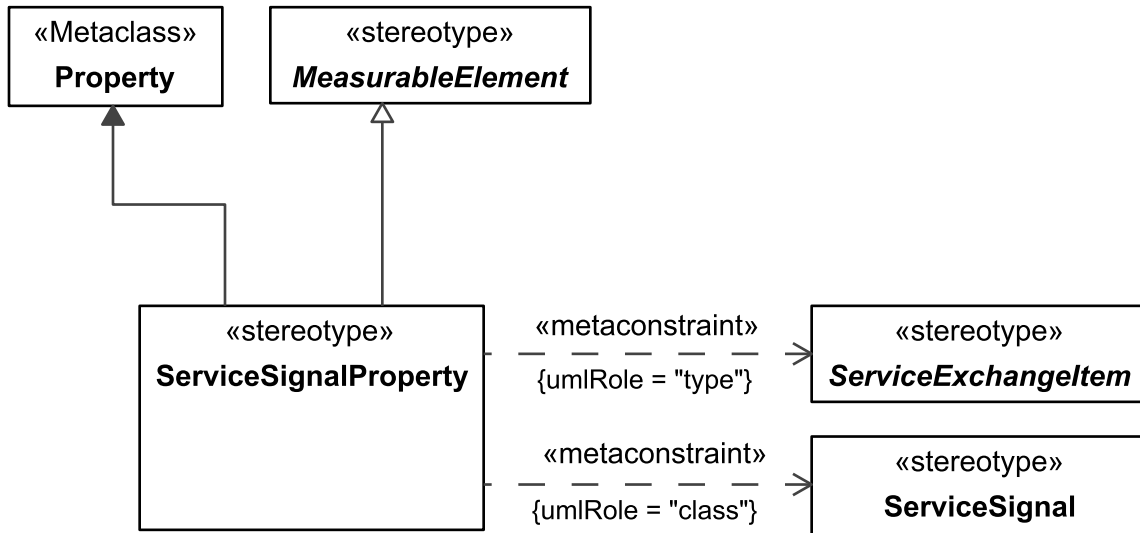 «Metaclass»
Property
«stereotype»
MeasurableElement
«stereotype»
ServiceSignalProperty
«metaconstraint»
{umlRole = "type"}
«stereotype»
ServiceExchangeItem
«metaconstraint»
{umlRole = "class"}
«stereotype»
ServiceSignal